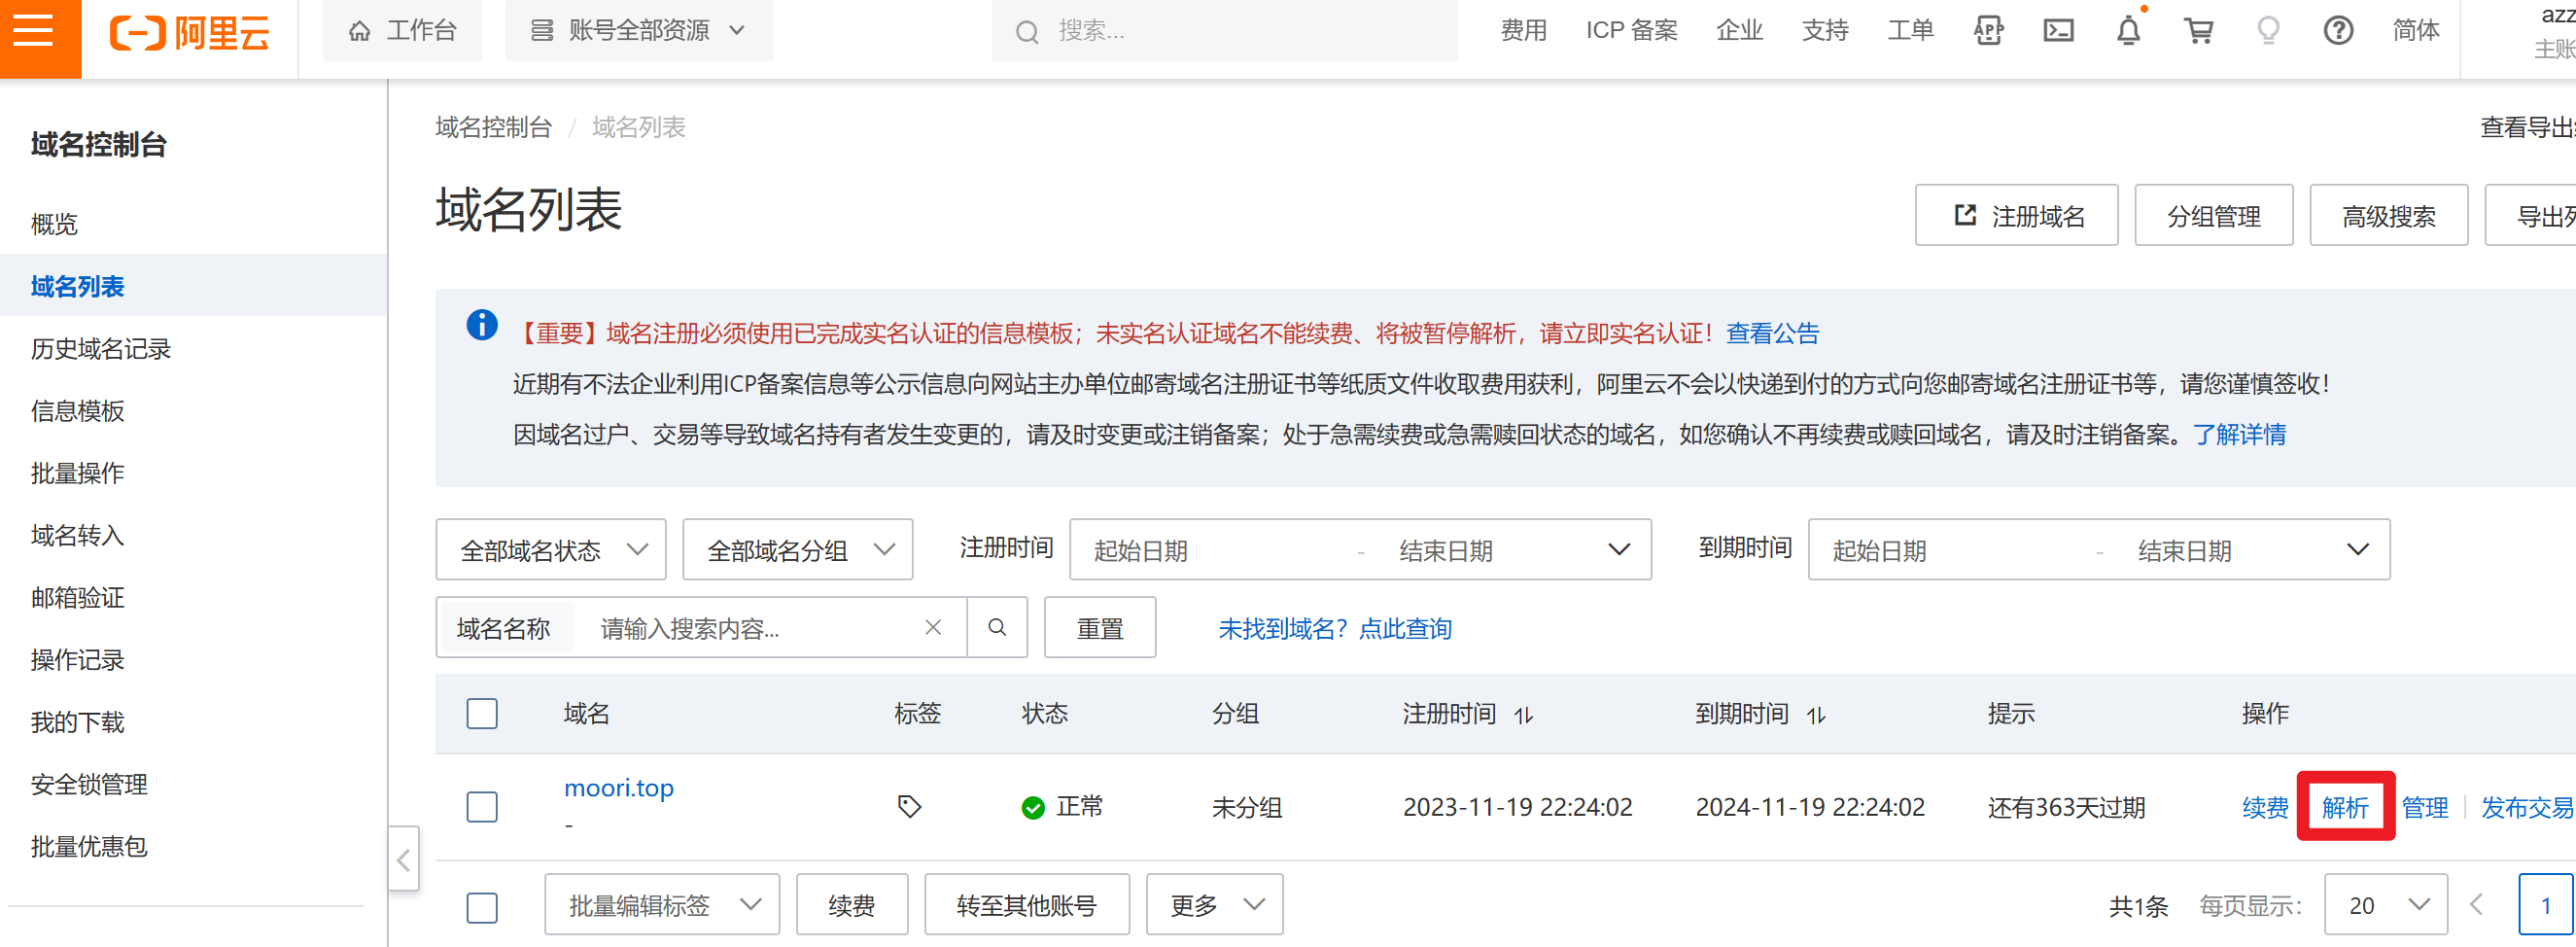 阿里云
工作台
账号全部资源
搜索...
费用
ICP 备案
企业
支持
工单
APP
简体
azz
主账
域名控制台
概览
域名列表
历史域名记录
信息模板
批量操作
域名转入
邮箱验证
操作记录
我的下载
安全锁管理
批量优惠包
域名控制台 / 域名列表
查看导出
域名列表
注册域名
分组管理
高级搜索
导出列
【重要】域名注册必须使用已完成实名认证的信息模板；未实名认证域名不能续费、将被暂停解析，请立即实名认证！查看公告
近期有不法企业利用ICP备案信息等公示信息向网站主办单位邮寄域名注册证书等纸质文件收取费用获利，阿里云不会以快递到付的方式向您邮寄域名注册证书等，请您谨慎签收！
因域名过户、交易等导致域名持有者发生变更的，请及时变更或注销备案；处于急需续费或急需赎回状态的域名，如您确认不再续费或赎回域名，请及时注销备案。了解详情
全部域名状态
全部域名分组
注册时间
起始日期 - 结束日期
到期时间
起始日期 - 结束日期
域名名称
请输入搜索内容...
重置
未找到域名？点此查询
域名 标签 状态 分组 注册时间 到期时间 提示 操作
moori.top 正常 未分组 2023-11-19 22:24:02 2024-11-19 22:24:02 还有363天过期 续费 解析 管理 | 发布交易
-
批量编辑标签
续费
转至其他账号
更多
共1条
每页显示：
20
1